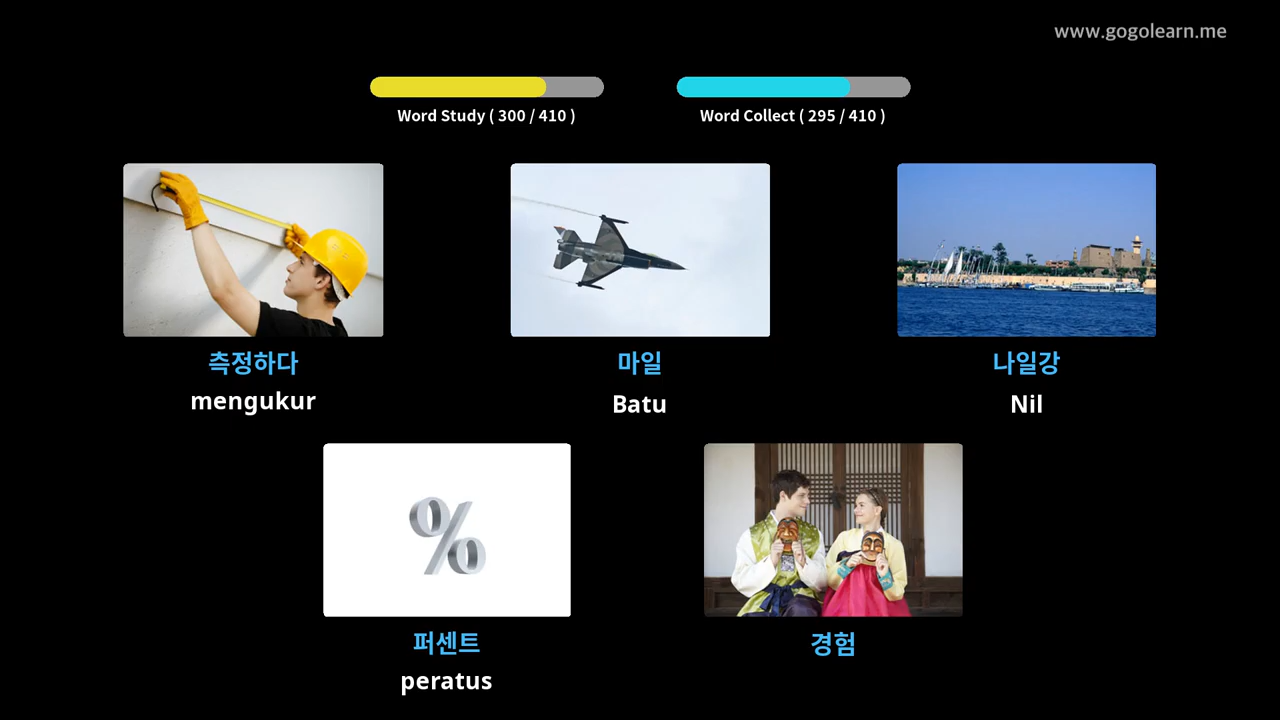 www.gogolearn.me
Word Study ( 300 / 410 )
Word Collect ( 295 / 410 )
측정하다
mengukur
마일
Batu
나일강
Nil
%
퍼센트
peratus
경험